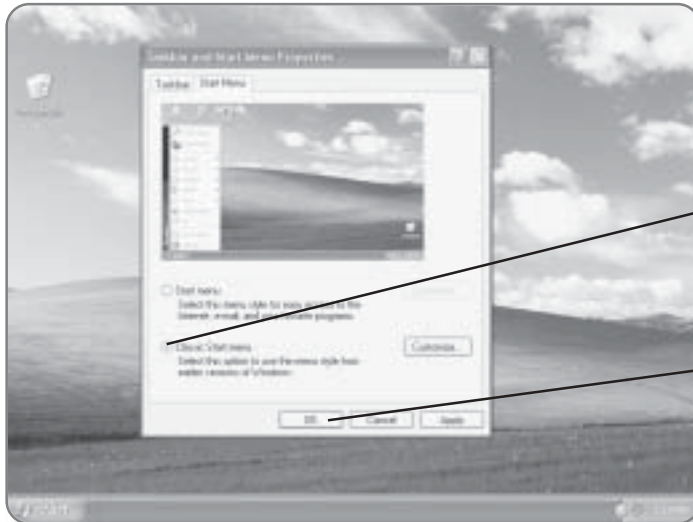 Taskbar and Start Menu Properties
Taskbar Start Menu
Start menu
Select this menu style for easy access to the
Internet, e-mail, and your favorite programs.
Classic Start menu
Customize...
Select this option to use the menu style from
earlier versions of Windows.
OK Cancel Apply
start